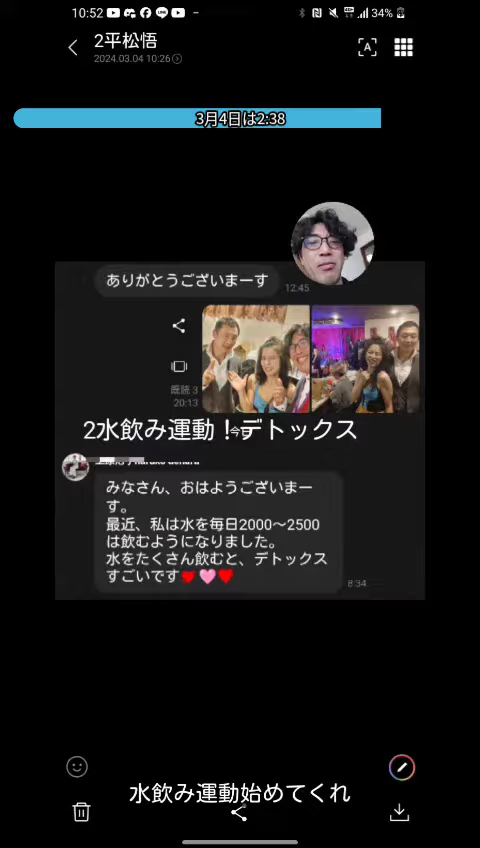 10:52
34%
2平松悟
2024.03.04 10:26
A
3月4日は2:38
ありがとうございまーす
12:45
既読 3
20:13
2水飲み運動！デトックス
みなさん、おはようございまー
す。
最近、私は水を毎日2000〜2500
は飲むようになりました。
水をたくさん飲むと、デトックス
すごいです
8:34
水飲み運動始めてくれ